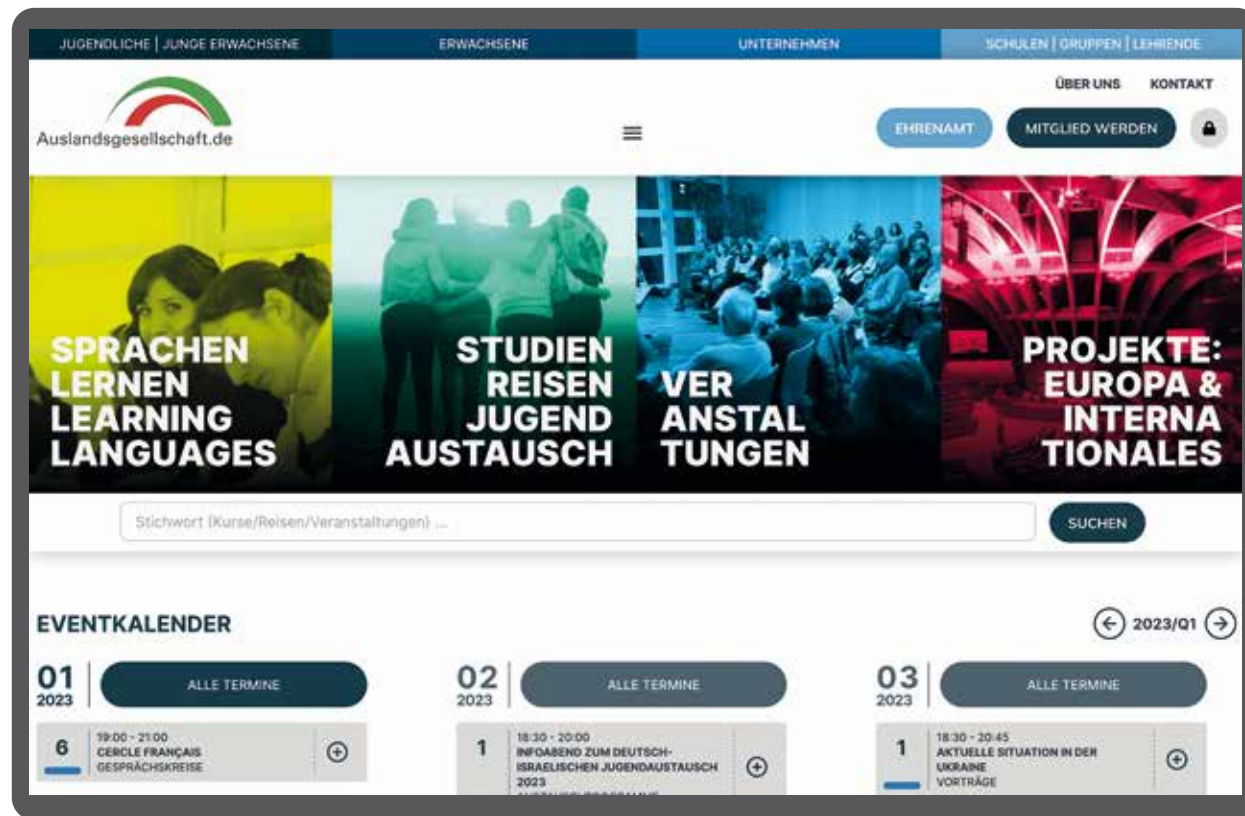 JUGENDLICHE | JUNGE ERWACHSENE
ERWACHSENE
UNTERNEHMEN
SCHULEN | GRUPPEN | LEHRENDE
ÜBER UNS
KONTAKT
Auslandsgesellschaft.de
EHRENAMT
MITGLIED WERDEN
SPRACHEN
LERNEN
LEARNING
LANGUAGES
STUDIEN
REISEN
JUGEND
AUSTAUSCH
VER
ANSTAL
TUNGEN
PROJEKTE:
EUROPA &
INTERNA
TIONALES
Stichwort (Kurse/Reisen/Veranstaltungen) ...
SUCHEN
EVENTKALENDER
2023/Q1
01
2023
ALLE TERMINE
6
19:00 - 21:00
CERCLE FRANÇAIS
GESPRÄCHSKREISE
02
2023
ALLE TERMINE
1
18:30 - 20:00
INFOABEND ZUM DEUTSCH-
ISRAELISCHEN JUGENDAUSTAUSCH
2023
03
2023
ALLE TERMINE
1
18:30 - 20:45
AKTUELLE SITUATION IN DER
UKRAINE
VORTRÄGE